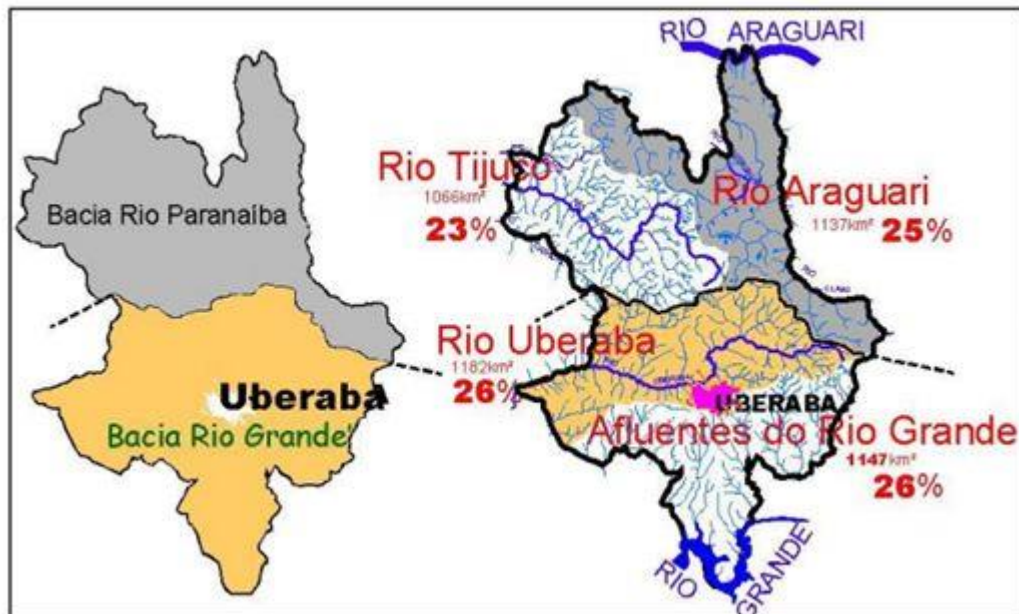 Bacia Rio Paranaíba
Uberaba
Bacia Rio Grande
RIO ARAGUARI
Rio Tijuco
1066km²
23%
Rio Araguari
1137km² 25%
Rio Uberaba
1182km²
26%
UBERABA
Afluentes do Rio Grande
1147km²
26%
RIO GRANDE